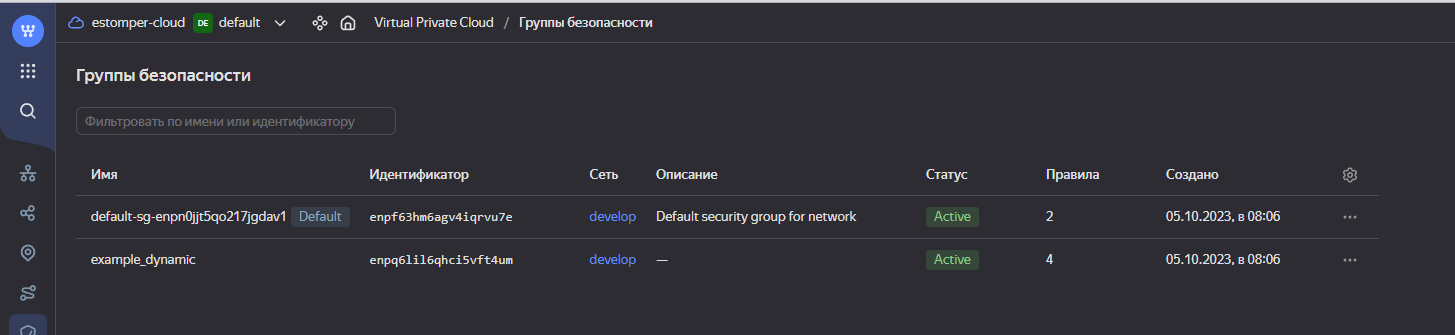 estomper-cloud DE default Virtual Private Cloud / Группы безопасности
Группы безопасности
Фильтровать по имени или идентификатору
Имя Идентификатор Сеть Описание Статус Правила Создано
default-sg-enpn0jjt5qo217jgdav1 Default enpf63hm6agv4iqrvu7e develop Default security group for network Active 2 05.10.2023, в 08:06
example_dynamic enpq6lil6qhci5vft4um develop — Active 4 05.10.2023, в 08:06